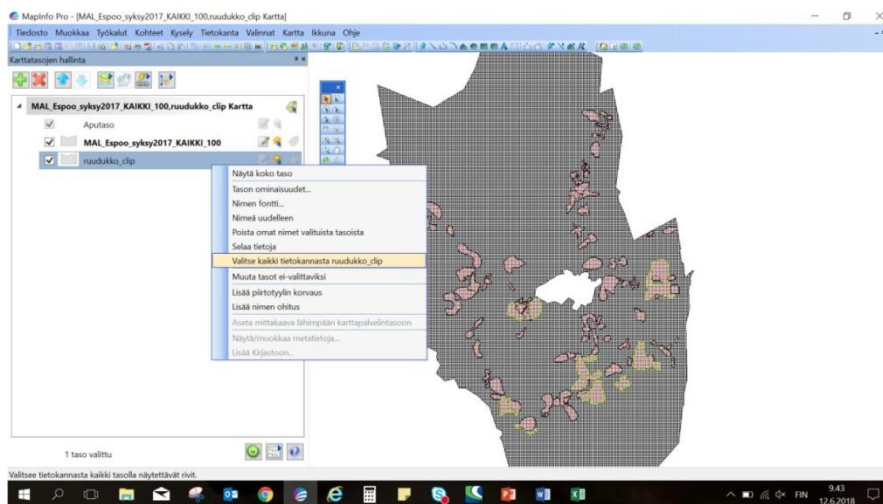 MapInfo Pro - [MAL_Espoo_syksy2017_KAIKKI_100,ruudukko_clip Kartta]
Tiedosto Muokkaa Työkalut Kohteet Kysely Tietokanta Valinnat Kartta Ikkuna Ohje
Karttatasojen hallinta
MAL_Espoo_syksy2017_KAIKKI_100,ruudukko_clip Kartta
Aputaso
MAL_Espoo_syksy2017_KAIKKI_100
ruudukko_clip
Näytä koko taso
Tason ominaisuudet...
Nimen fontti...
Nimeä uudelleen
Poista omat nimet valituista tasoista
Selaa tietoja
Valitse kaikki tietokannasta ruudukko_clip
Muuta tasot ei-valittaviksi
Lisää piirtotyylin korvaus
Lisää nimen ohitus
Aseta mittakaava lähimpään karttapalvelintasoon
Näytä/muokkaa metatietoja...
Lisää Kirjastoon...
1 taso valittu
Valitsee tietokannasta kaikki tasolla näytettävät rivit.
FIN
9.43
12.6.2018